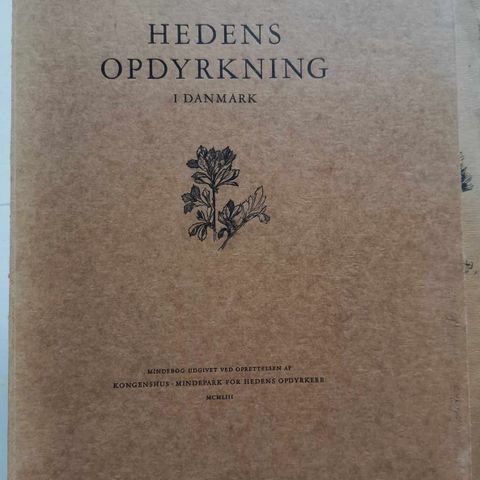 HEDENS
OPDYRKNING
I DANMARK
MINDEBOG UDGIVET VED OPRETTELSEN AF
KONGENSHUS · MINDEPARK FOR HEDENS OPDYRKERE
MCMLIII